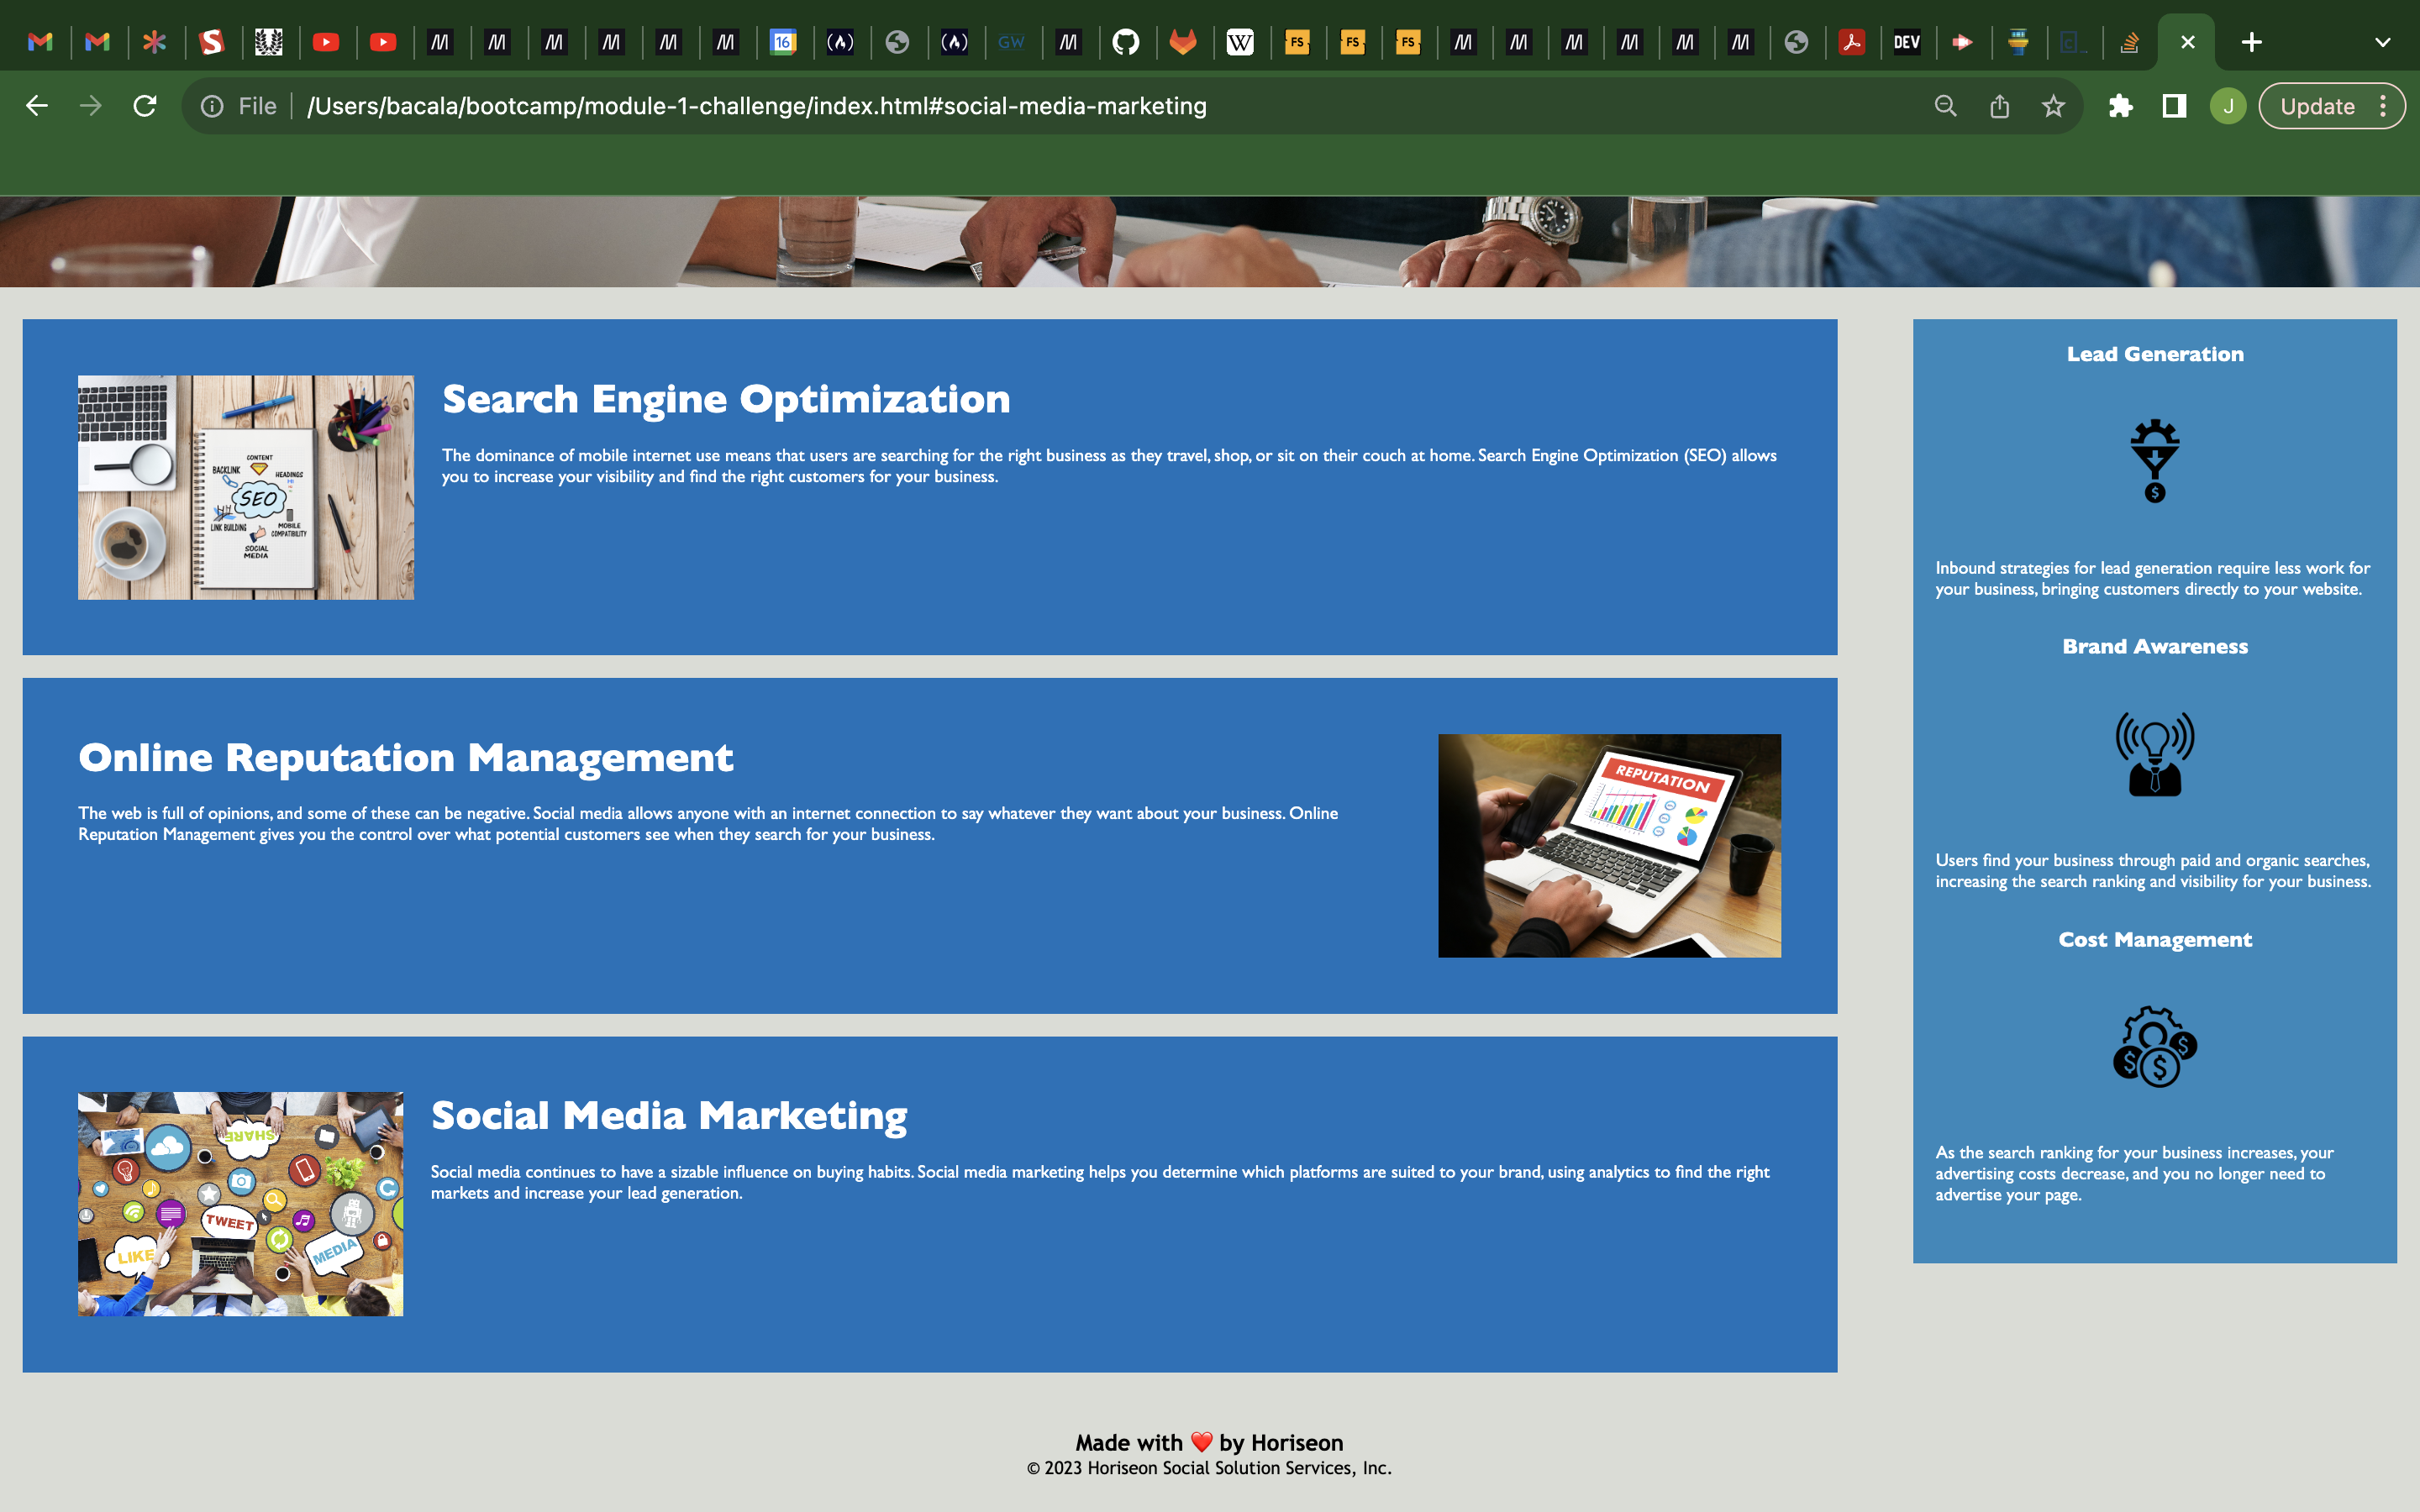 16
GW
W
FS
FS
FS
DEV
File
/Users/bacala/bootcamp/module-1-challenge/index.html#social-media-marketing
J
Update
CONTENT
BACKLINK
HEADINGS
SEO
LINK BUILDING
MOBILE
COMPATIBILITY
SOCIAL
MEDIA
Search Engine Optimization
The dominance of mobile internet use means that users are searching for the right business as they travel, shop, or sit on their couch at home. Search Engine Optimization (SEO) allows
you to increase your visibility and find the right customers for your business.
Online Reputation Management
The web is full of opinions, and some of these can be negative. Social media allows anyone with an internet connection to say whatever they want about your business. Online
Reputation Management gives you the control over what potential customers see when they search for your business.
REPUTATION
SHARE
TWEET
LIKE
MEDIA
Social Media Marketing
Social media continues to have a sizable influence on buying habits. Social media marketing helps you determine which platforms are suited to your brand, using analytics to find the right
markets and increase your lead generation.
Lead Generation
$
Inbound strategies for lead generation require less work for
your business, bringing customers directly to your website.
Brand Awareness
Users find your business through paid and organic searches,
increasing the search ranking and visibility for your business.
Cost Management
$ $ $
As the search ranking for your business increases, your
advertising costs decrease, and you no longer need to
advertise your page.
Made with ❤️ by Horiseon
© 2023 Horiseon Social Solution Services, Inc.